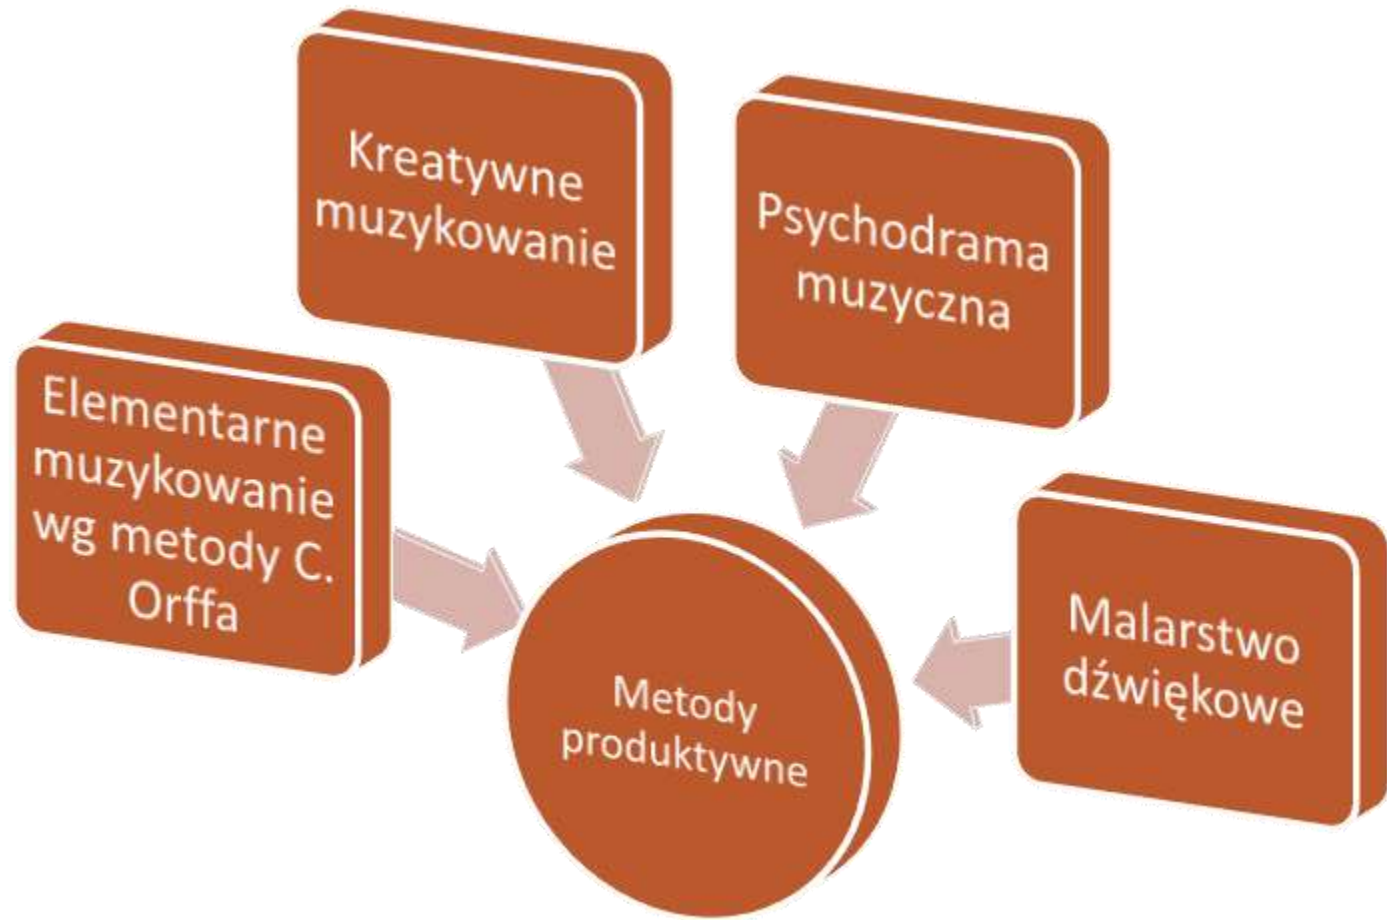 Kreatywne
muzykowanie
Psychodrama
muzyczna
Elementarne
muzykowanie
wg metody C.
Orffa
Malarstwo
dźwiękowe
Metody
produktywne